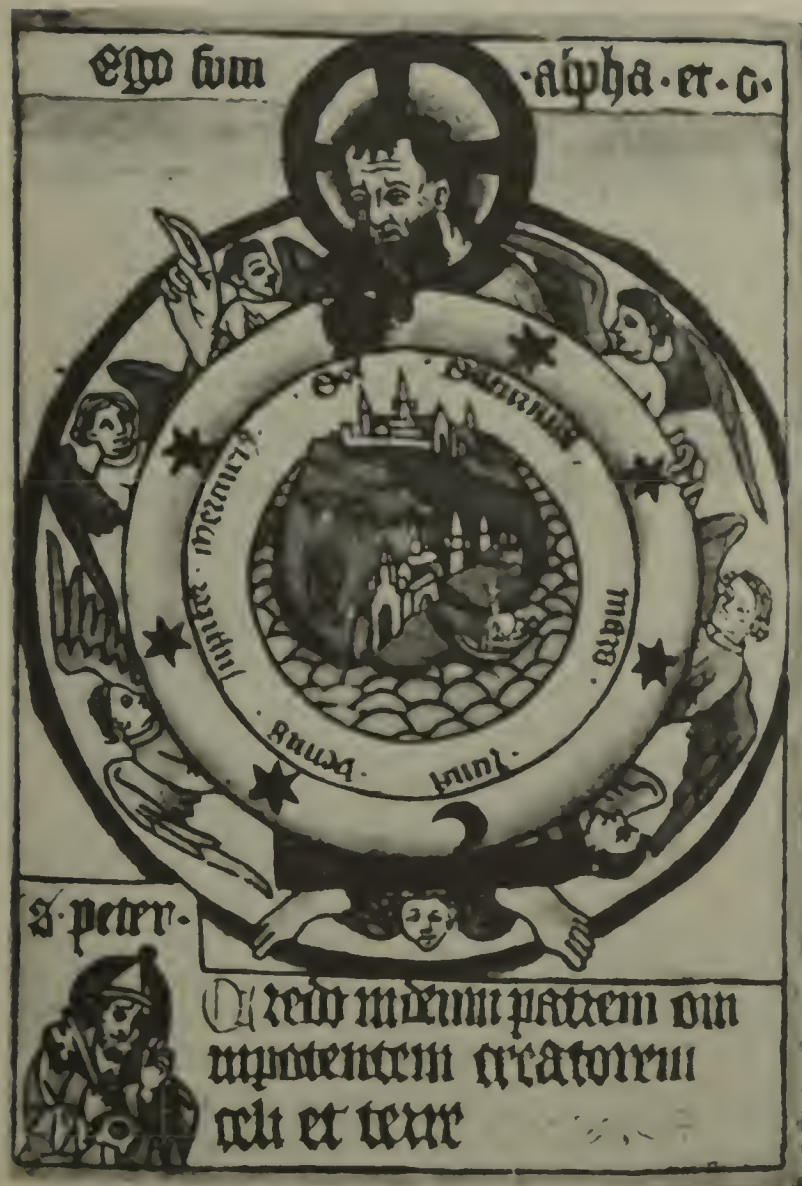 Ego sum
·alpha·et·o·
·Sol
·Saturnus
mars·
·luna
·venus·
Jupiter·mercurius
s·peter·
Credo in deum patrem om
nipotentem creatorem
celi et terre